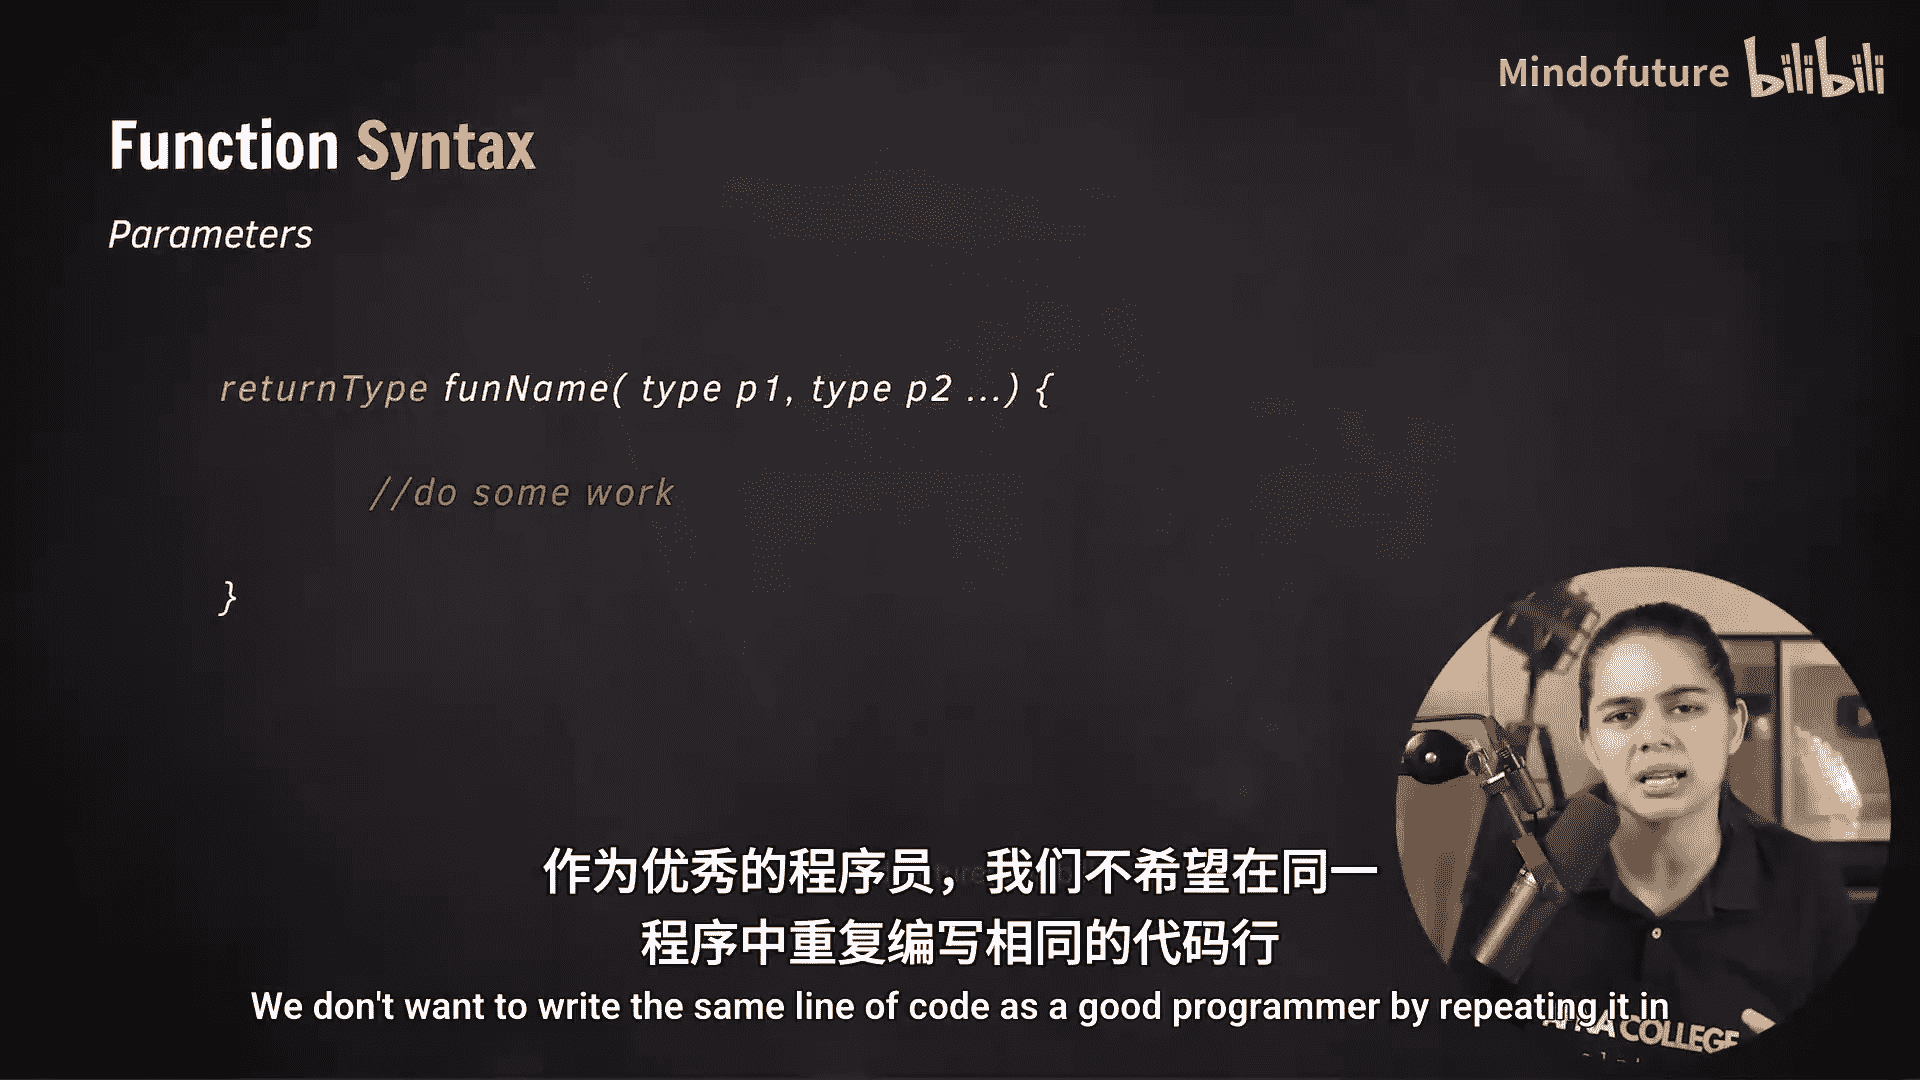 Mindofuture bilibili
Function Syntax
Parameters
returnType funName( type p1, type p2 ...) {
//do some work
}
作为优秀的程序员，我们不希望在同一
程序中重复编写相同的代码行
We don't want to write the same line of code as a good programmer by repeating it in
COLLEGE